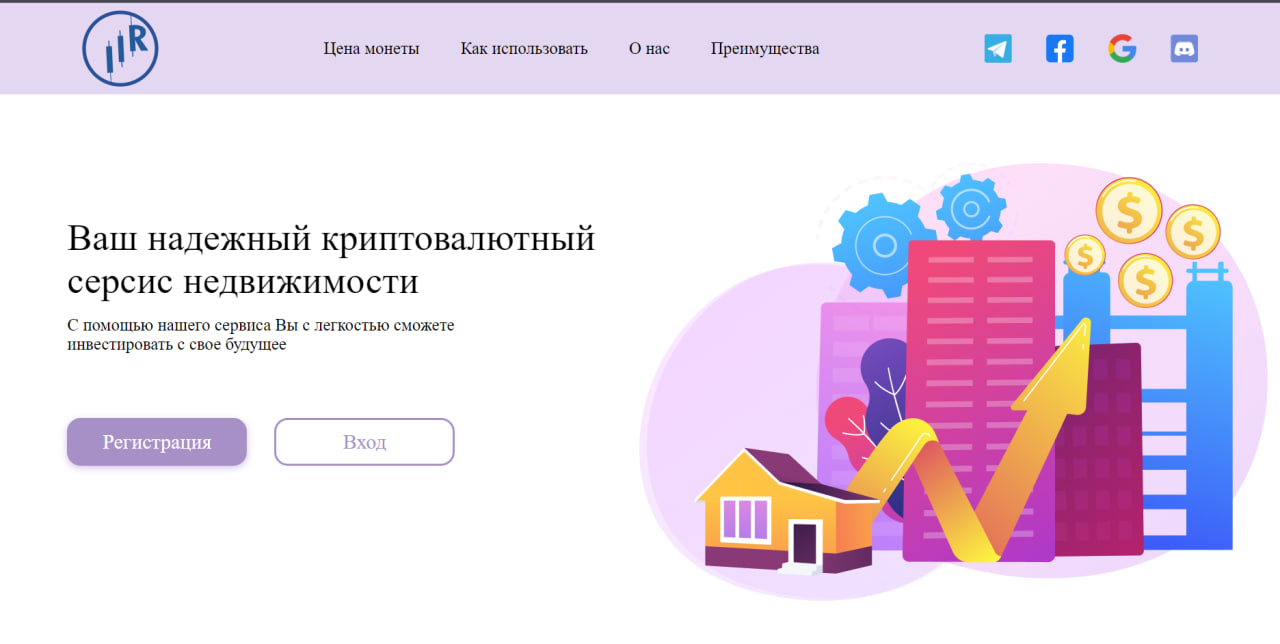 R
Цена монеты
Как использовать
О нас
Преимущества
Ваш надежный криптовалютный
серсис недвижимости
С помощью нашего сервиса Вы с легкостью сможете
инвестировать с свое будущее
Регистрация
Вход
$
$
$
$